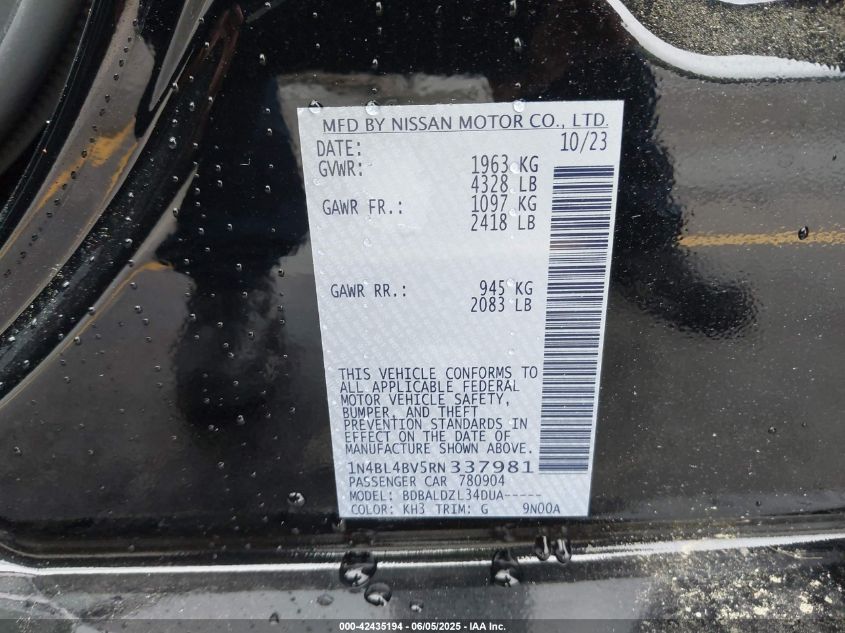 MFD BY NISSAN MOTOR CO., LTD.
DATE: 10/23
GVWR: 1963 KG
4328 LB
GAWR FR.: 1097 KG
2418 LB
GAWR RR.: 945 KG
2083 LB
THIS VEHICLE CONFORMS TO
ALL APPLICABLE FEDERAL
MOTOR VEHICLE SAFETY,
BUMPER, AND THEFT
PREVENTION STANDARDS IN
EFFECT ON THE DATE OF
MANUFACTURE SHOWN ABOVE.
1N4BL4BV5RN337981
PASSENGER CAR 780904
MODEL: BDBALDZL34DUA-----
COLOR: KH3 TRIM: G 9N00A
000-42435194 - 06/05/2025 - IAA Inc.